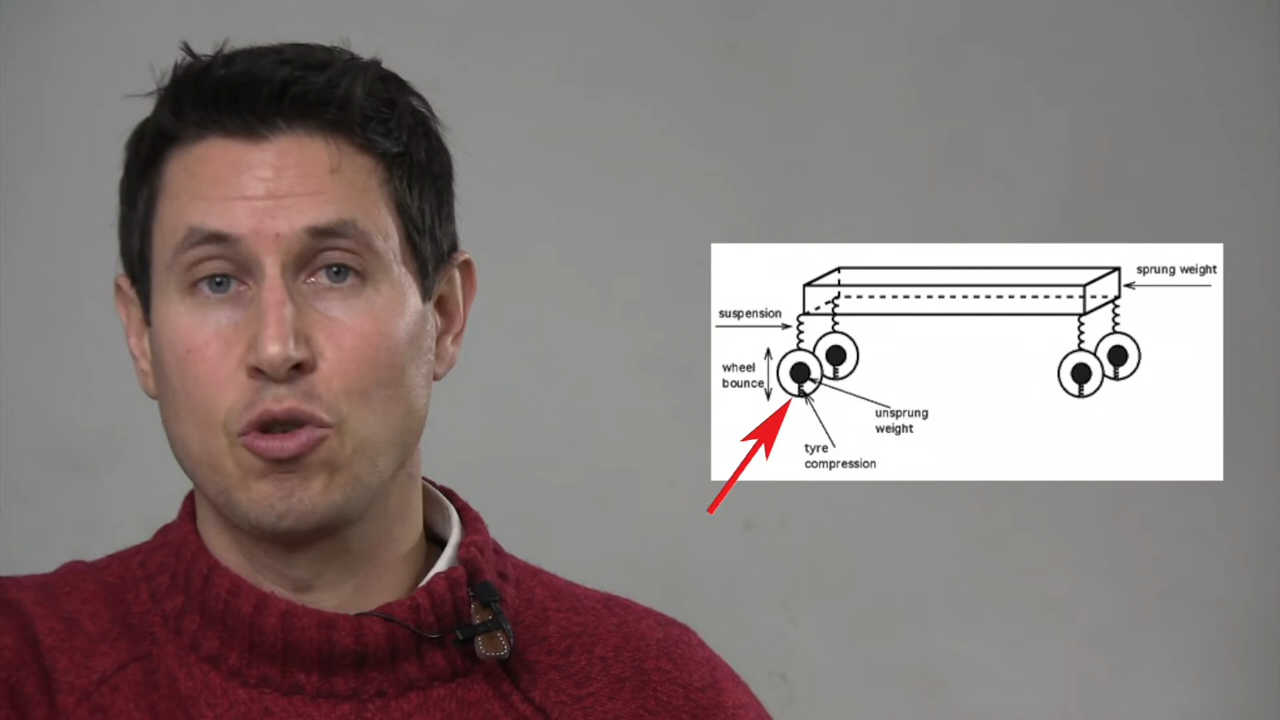 sprung weight
suspension
wheel
bounce
unsprung
weight
tyre
compression